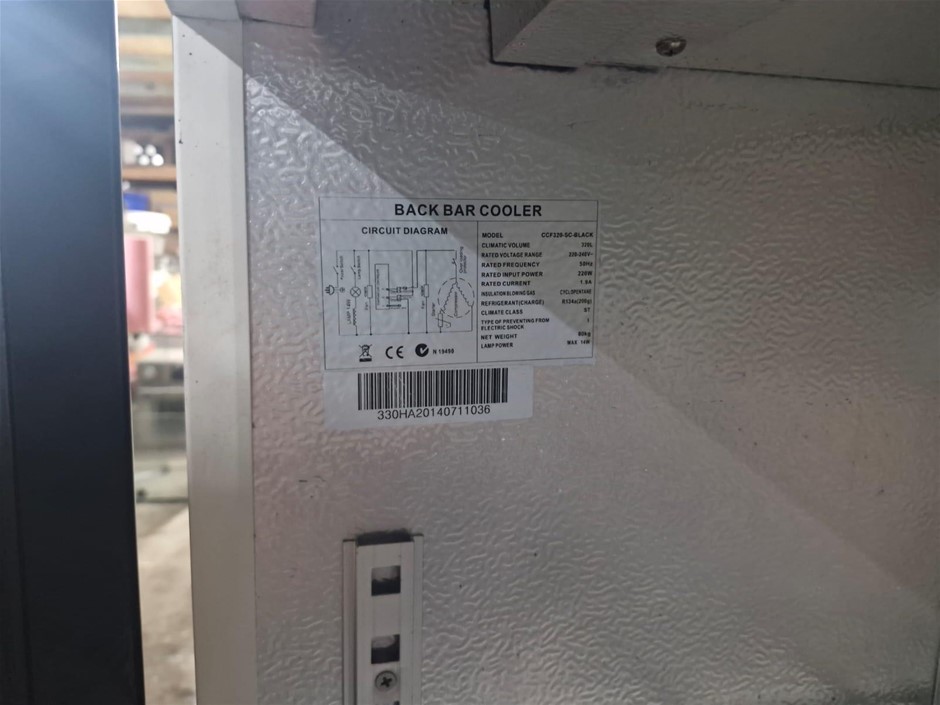 BACK BAR COOLER
CIRCUIT DIAGRAM
MODEL CCF320-SC-BLACK
CLIMATIC VOLUME 320L
RATED VOLTAGE RANGE 220-240V~
RATED FREQUENCY 50Hz
RATED INPUT POWER 220W
RATED CURRENT 1.5A
INSULATION BLOWING GAS CYCLOPENTANE
REFRIGERANT(CHARGE) R134a
CLIMATE CLASS ST
TYPE OF PREVENTING FROM
ELECTRIC SHOCK I
NET WEIGHT 80kg
LAMP POWER MAX 14W
CE N 19450
330HA20140711036